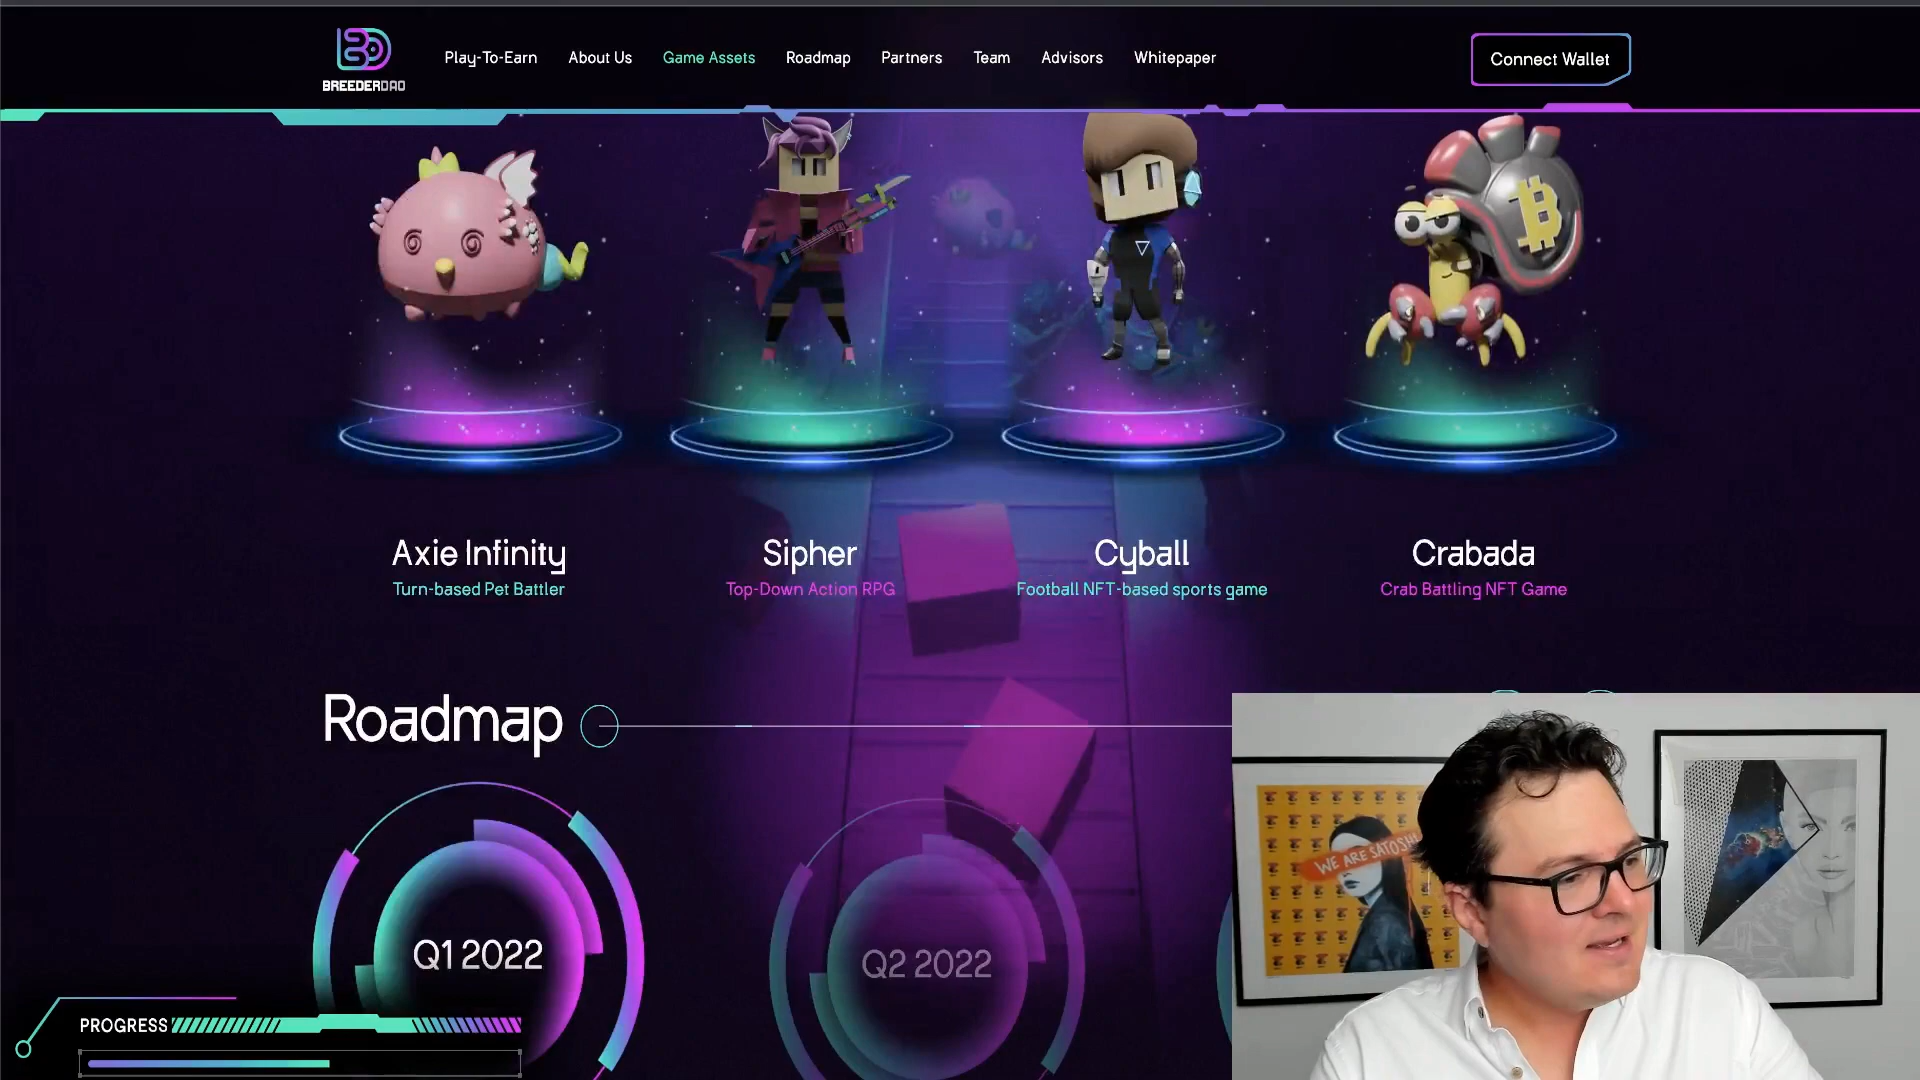 BREEDERDAO
Play-To-Earn
About Us
Game Assets
Roadmap
Partners
Team
Advisors
Whitepaper
Connect Wallet
Axie Infinity
Turn-based Pet Battler
Sipher
Top-Down Action RPG
Cyball
Football NFT-based sports game
Crabada
Crab Battling NFT Game
Roadmap
Q1 2022
Q2 2022
PROGRESS
WE ARE SATOSHI